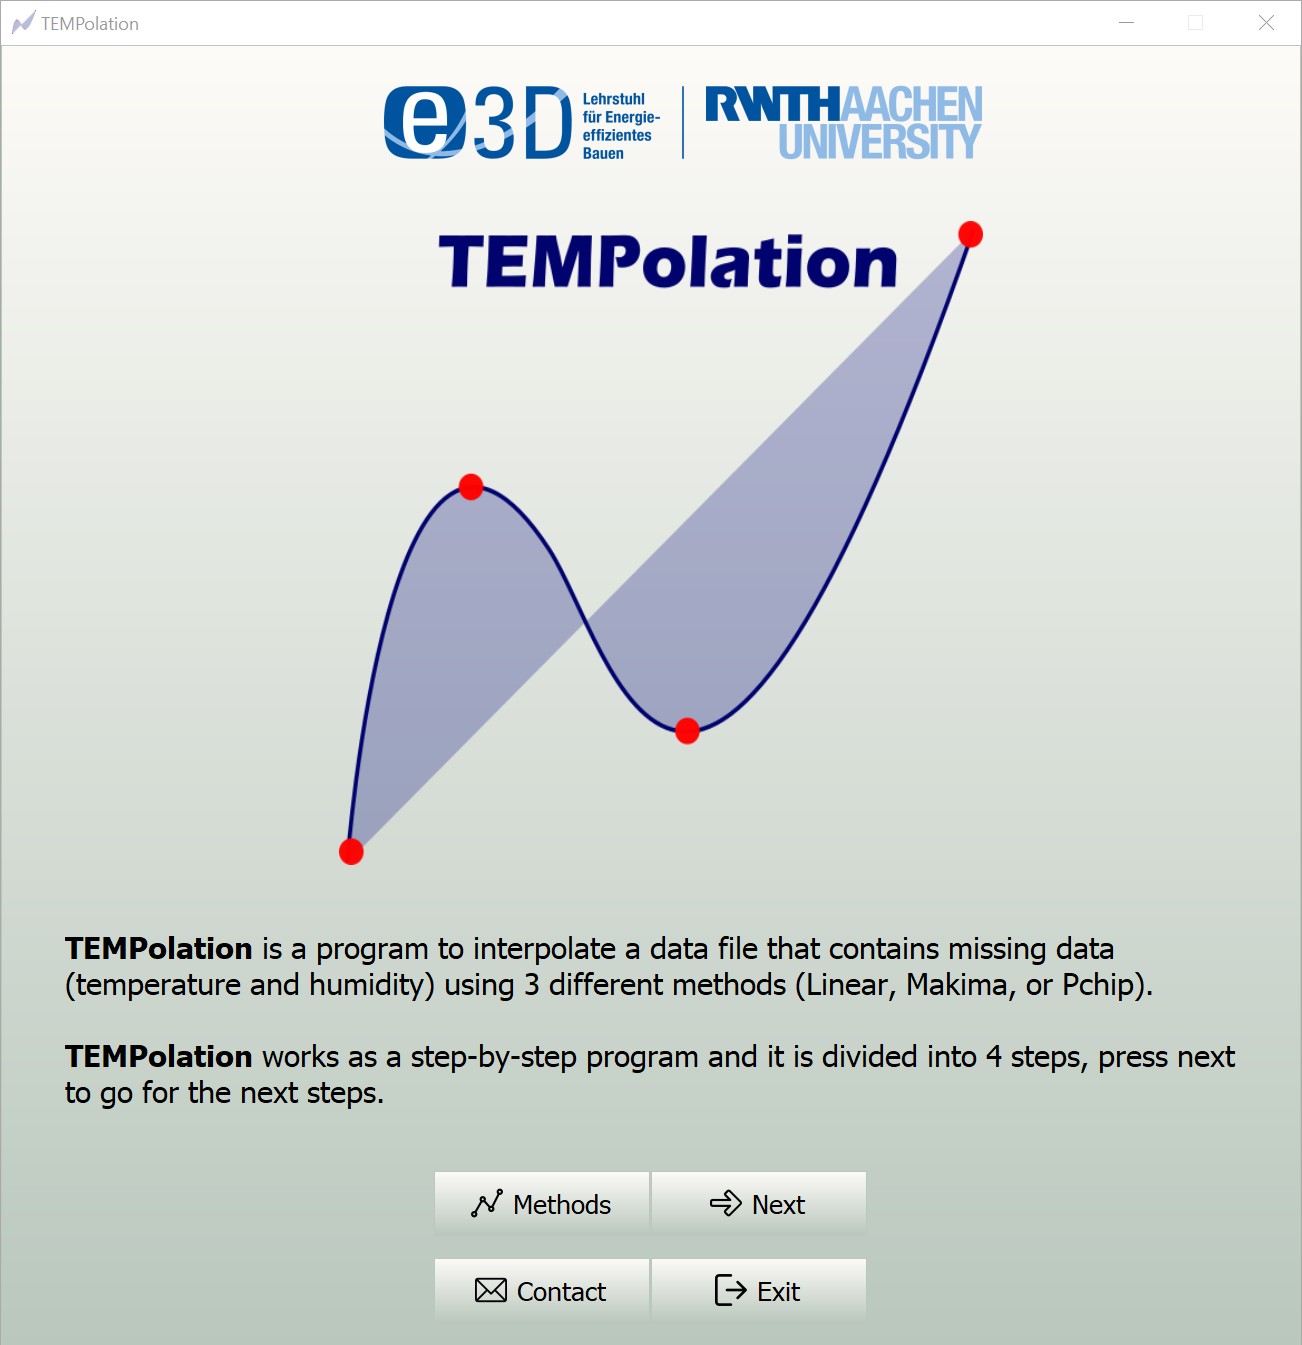 TEMPolation
e3D
Lehrstuhl
für Energie-
effizientes
Bauen
RWTHAACHEN
UNIVERSITY
TEMPolation
TEMPolation is a program to interpolate a data file that contains missing data
(temperature and humidity) using 3 different methods (Linear, Makima, or Pchip).
TEMPolation works as a step-by-step program and it is divided into 4 steps, press next
to go for the next steps.
Methods
Next
Contact
Exit